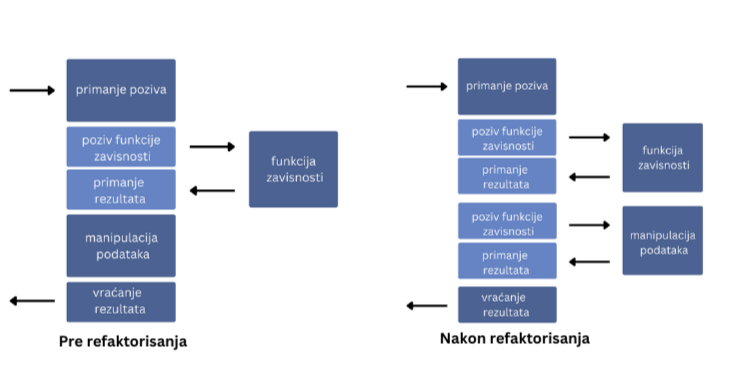 primanje poziva
poziv funkcije
zavisnosti
primanje
rezultata
manipulacija
podataka
vraćanje
rezultata
funkcija
zavisnosti
Pre refaktorisanja
primanje poziva
poziv funkcije
zavisnosti
primanje
rezultata
poziv funkcije
zavisnosti
primanje
rezultata
vraćanje
rezultata
funkcija
zavisnosti
manipulacija
podataka
Nakon refaktorisanja